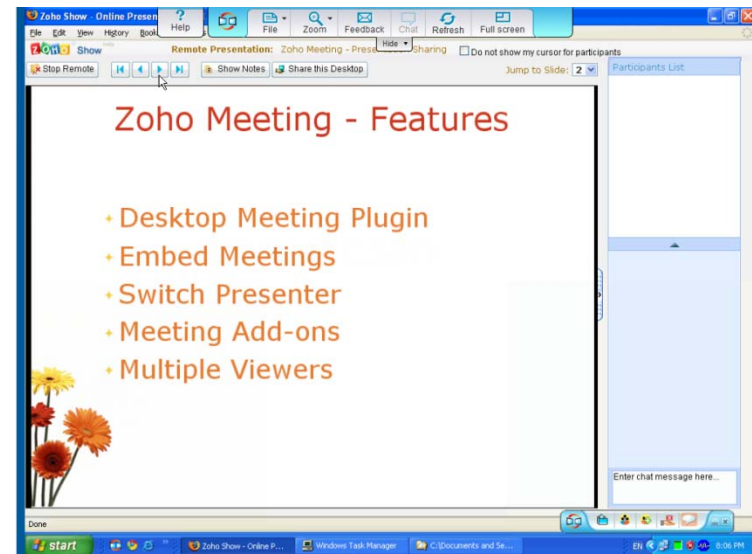 Zoho Show - Online Presen
Help
File
Zoom
Feedback
Chat
Refresh
Full screen
Hide
File Edit View History Book
ZOHO Show
Remote Presentation: Zoho Meeting - Prese Sharing
Do not show my cursor for participants
Stop Remote
Show Notes
Share this Desktop
Jump to Slide: 2
Participants List
Zoho Meeting - Features
Desktop Meeting Plugin
Embed Meetings
Switch Presenter
Meeting Add-ons
Multiple Viewers
Enter chat message here...
Done
start
Zoho Show - Online P...
Windows Task Manager
C:\Documents and Se...
EN
8:06 PM